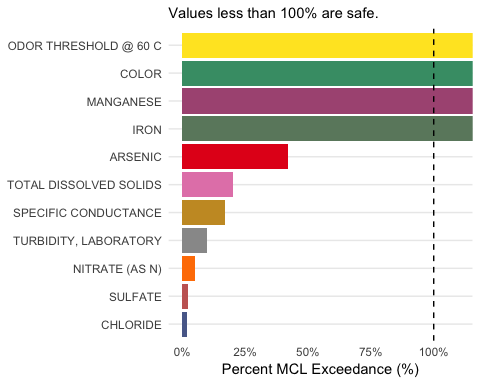 Values less than 100% are safe.
ODOR THRESHOLD @ 60 C
COLOR
MANGANESE
IRON
ARSENIC
TOTAL DISSOLVED SOLIDS
SPECIFIC CONDUCTANCE
TURBIDITY, LABORATORY
NITRATE (AS N)
SULFATE
CHLORIDE
0% 25% 50% 75% 100%
Percent MCL Exceedance (%)